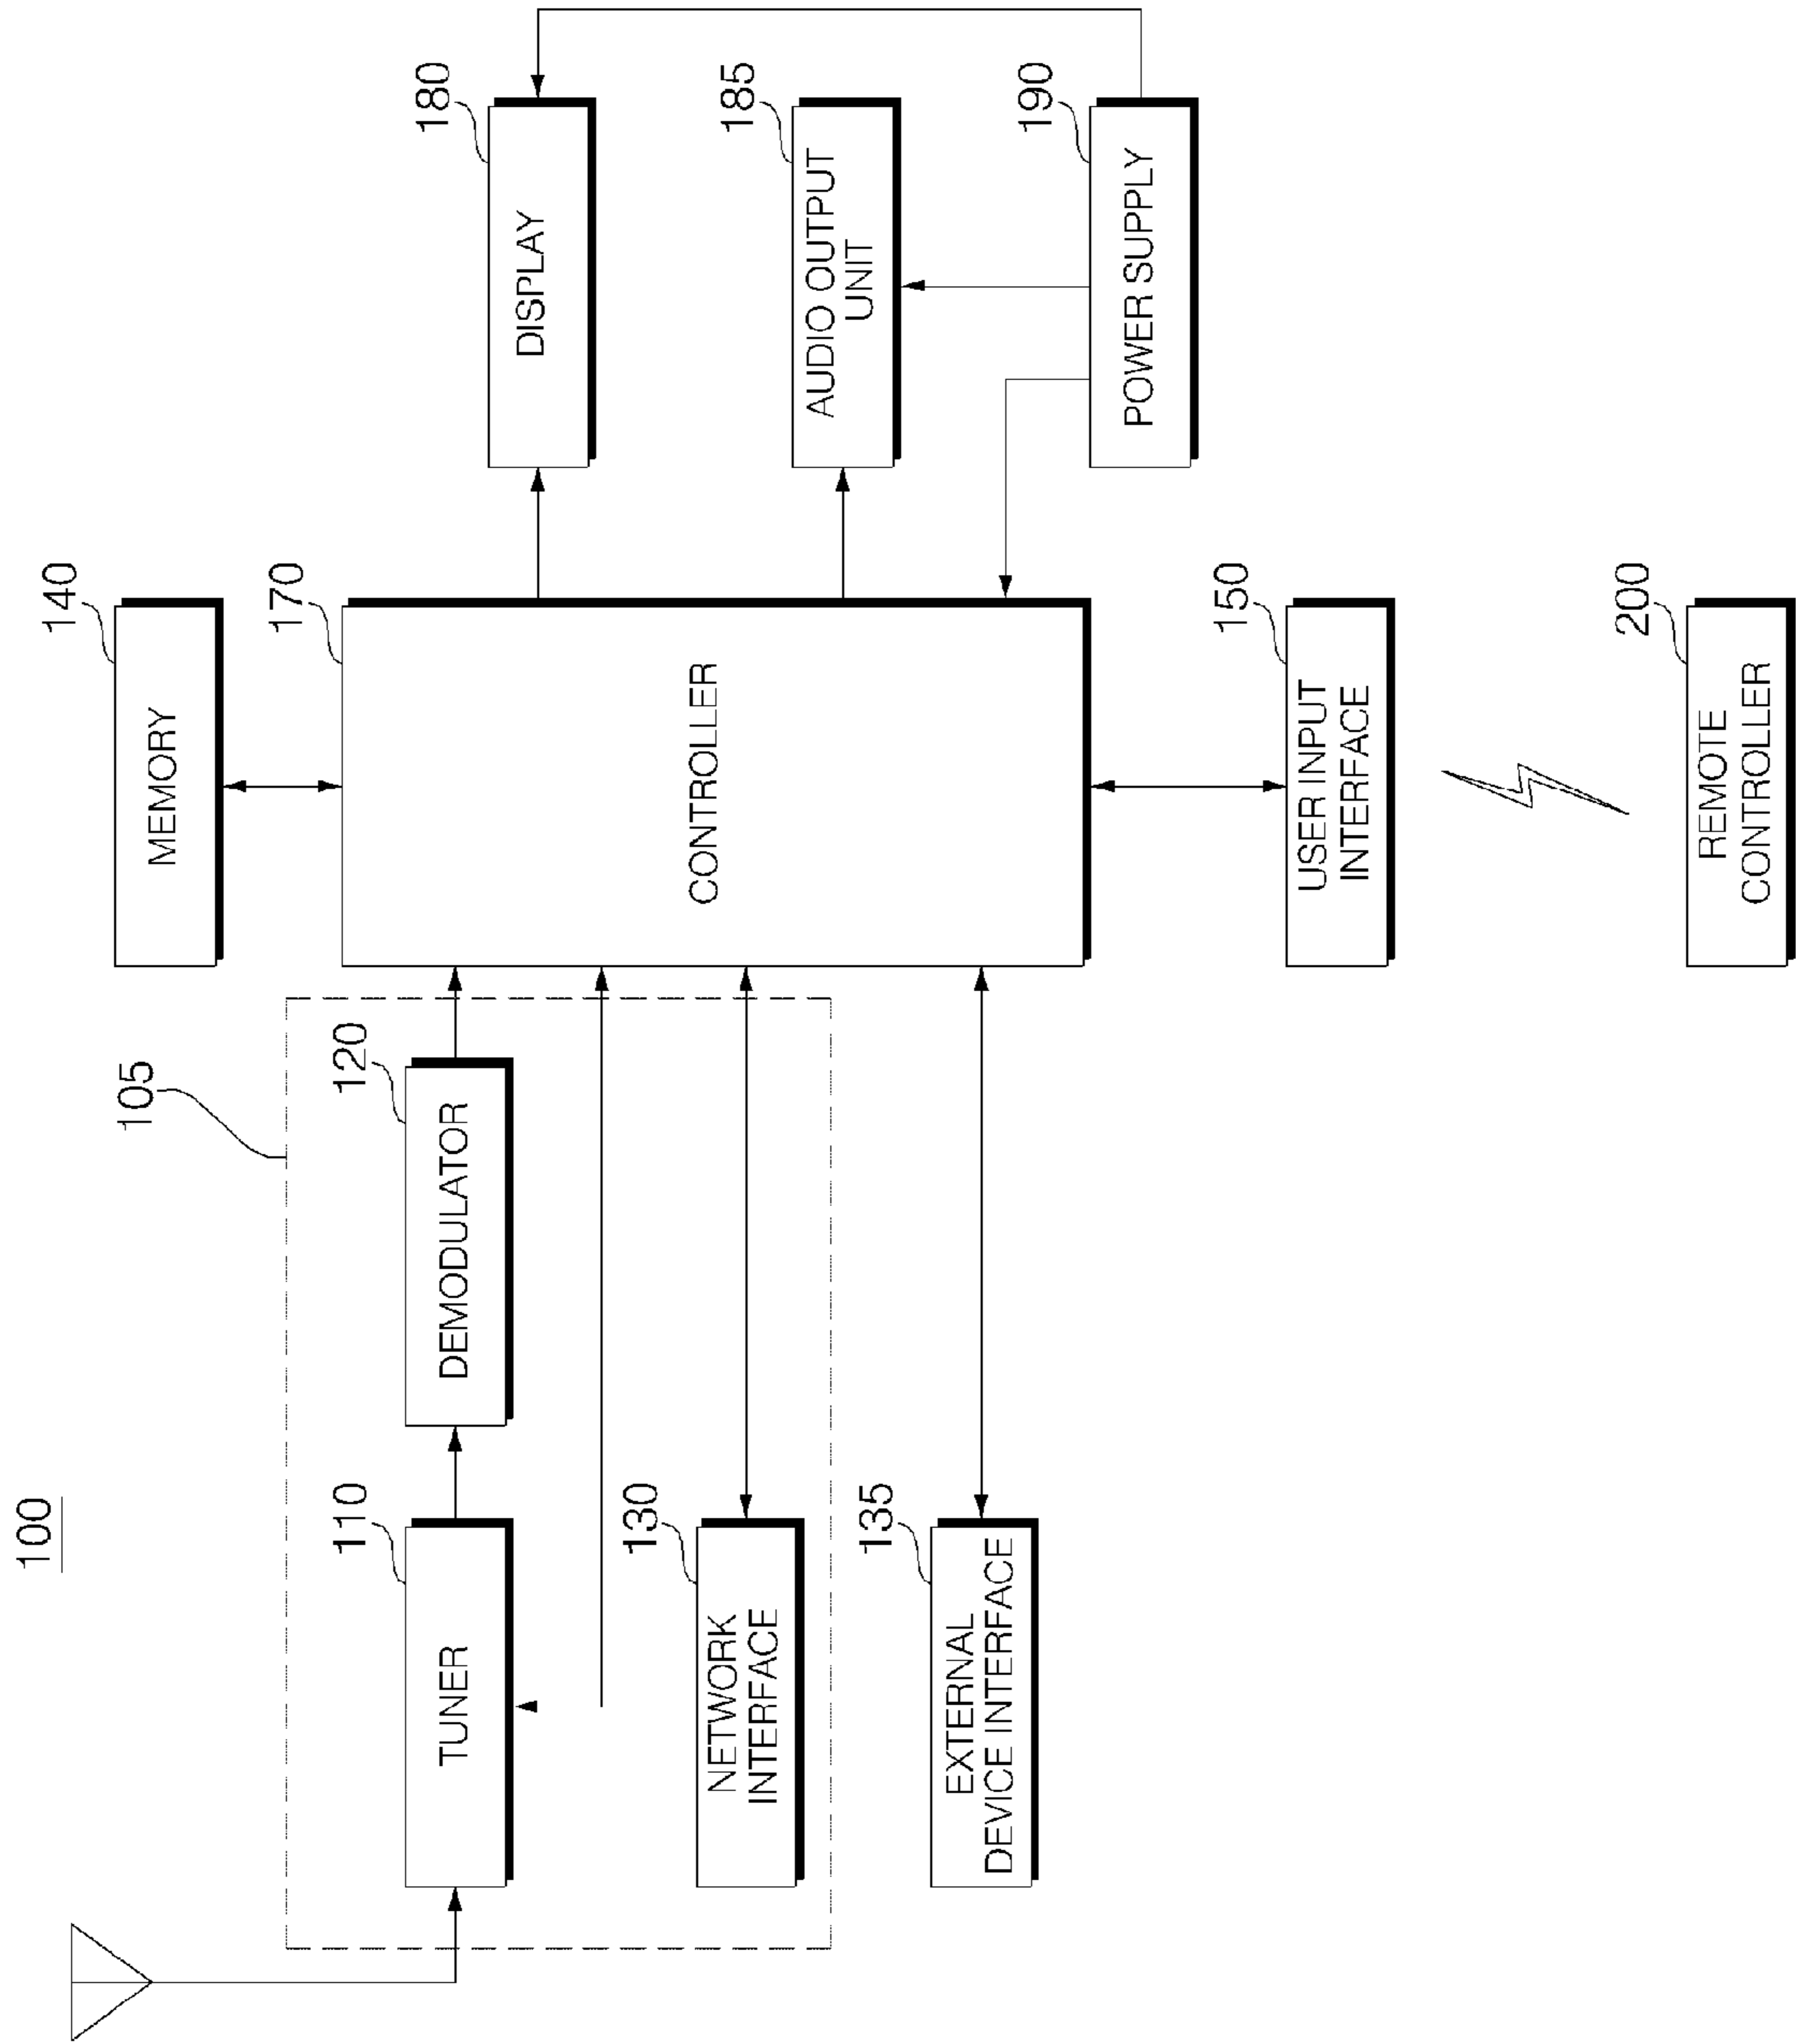 100
105
140
MEMORY
110
TUNER
120
DEMODULATOR
170
CONTROLLER
180
DISPLAY
130
NETWORK
INTERFACE
185
AUDIO OUTPUT
UNIT
135
EXTERNAL
DEVICE INTERFACE
190
POWER SUPPLY
150
USER INPUT
INTERFACE
200
REMOTE
CONTROLLER